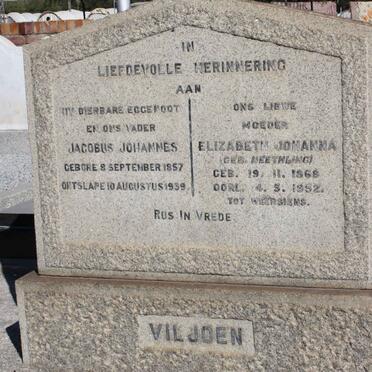 IN
LIEFDEVOLLE HERINNERING
AAN
MY DIERBARE EGGENOOT
EN ONS VADER
JACOBUS JOHANNES
GEBORE 8 SEPTEMBER 1857
ONTSLAPE 10 AUGUSTUS 1939.
ONS LIEWE
MOEDER
ELIZABETH JOHANNA
(GEB. NEETHLING)
GEB. 19. 11. 1868
OORL. 4. 5. 1952.
TOT WEERSIENS.
RUS IN VREDE
VILJOEN